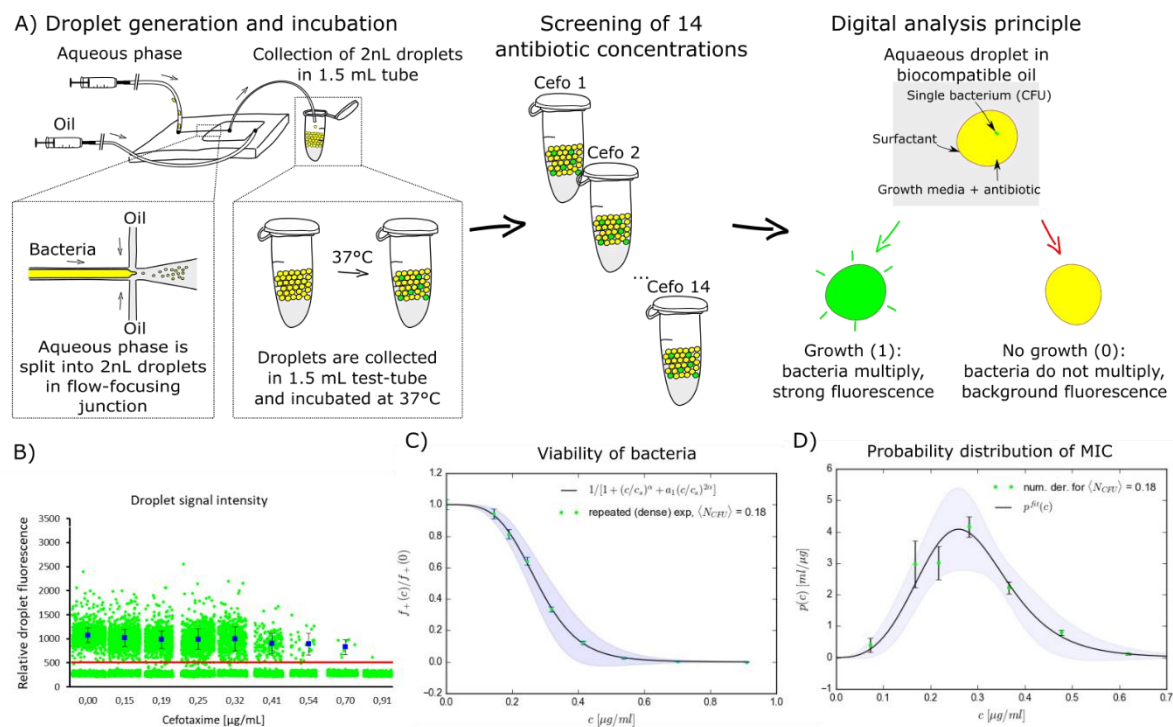 A) Droplet generation and incubation
Aqueous phase
Oil
Collection of 2nL droplets
in 1.5 mL tube
Oil
Bacteria
Oil
Aqueous phase is
split into 2nL droplets
in flow-focusing
junction
37°C
Droplets are collected
in 1.5 mL test-tube
and incubated at 37°C
Screening of 14
antibiotic concentrations
Cefo 1
Cefo 2
...
Cefo 14
Digital analysis principle
Aquaeous droplet in
biocompatible oil
Single bacterium (CFU)
Surfactant
Growth media + antibiotic
Growth (1):
bacteria multiply,
strong fluorescence
No growth (0):
bacteria do not multiply,
background fluorescence
B)
Droplet signal intensity
Relative droplet fluorescence
3500
3000
2500
2000
1500
1000
500
0
0,00 0,15 0,19 0,25 0,32 0,41 0,54 0,70 0,91
Cefotaxime [µg/mL]
C) Viability of bacteria
1/[1 + (c/cₛ)^α + a₁(c/cₛ)^2α]
repeated (dense) exp, ⟨N_CFU⟩ = 0.18
f₊(c)/f₊(0)
1.2
1.0
0.8
0.6
0.4
0.2
0.0
−0.2
0.0 0.2 0.4 0.6 0.8 1.0
c [µg/ml]
D) Probability distribution of MIC
num. der. for ⟨N_CFU⟩ = 0.18
p^fit(c)
p(c) [ml/µg]
6
5
4
3
2
1
0
−1
0.0 0.1 0.2 0.3 0.4 0.5 0.6 0.7
c [µg/ml]